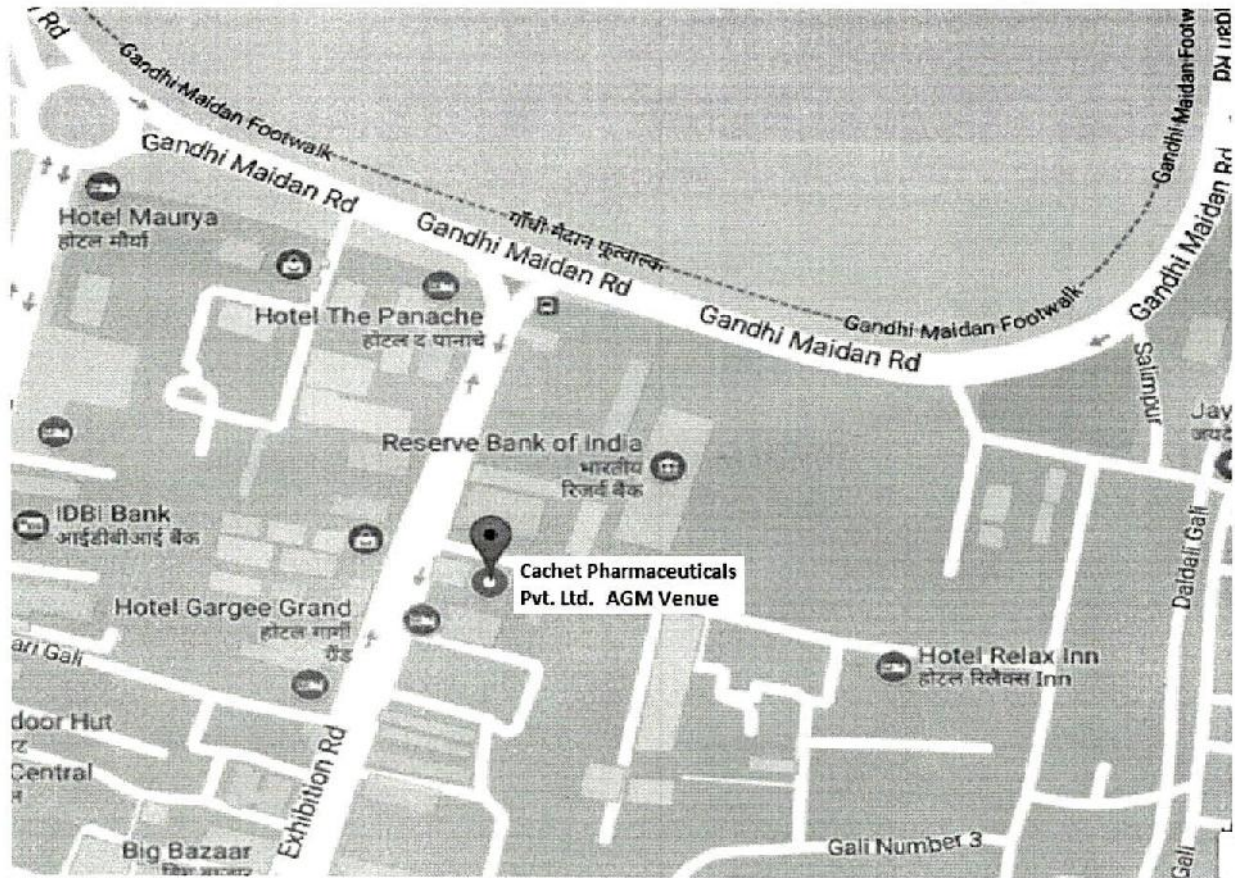 Rd
Gandhi Maidan Footwalk
Gandhi Maidan Footw
Gandhi Maidan Rd
Hotel Maurya
होटल मौर्या
Gandhi Maidan Rd
गाँधी मैदान फूत्वाल्क
Gandhi Maidan Footwalk
Gandhi Maidan Rd
Gandhi Maidan Rd
Hotel The Panache
होटल द पानाचे
Salimpur
Jay
जयदे
Reserve Bank of India
भारतीय
रिजर्व बैंक
IDBI Bank
आईडीबीआई बैंक
Cachet Pharmaceuticals
Pvt. Ltd. AGM Venue
Daldali Gali
Hotel Gargee Grand
होटल गार्गी
ग्रैंड
ari Gali
Hotel Relax Inn
होटल रिलैक्स Inn
door Hut
Central
Exhibition Rd
Big Bazaar
Gali Number 3
Gali